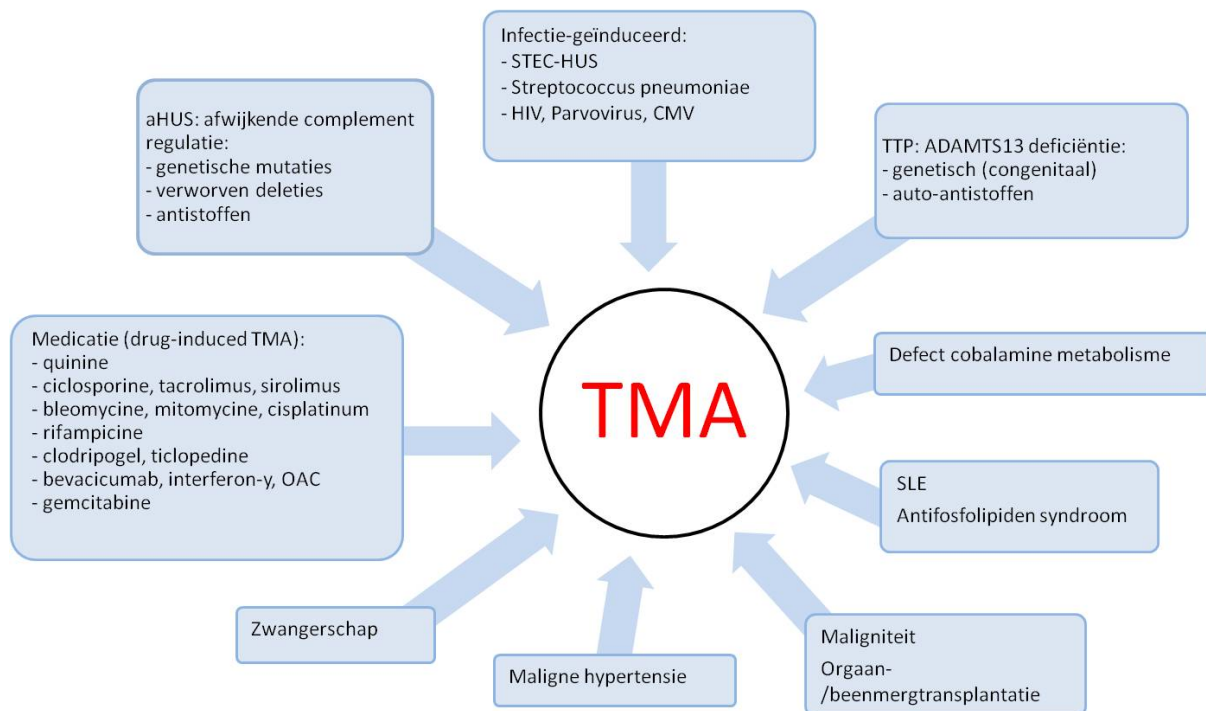 Infectie-geïnduceerd:
- STEC-HUS
- Streptococcus pneumoniae
- HIV, Parvovirus, CMV
aHUS: afwijkende complement
regulatie:
- genetische mutaties
- verworven deleties
- antistoffen
TTP: ADAMTS13 deficiëntie:
- genetisch (congenitaal)
- auto-antistoffen
Medicatie (drug-induced TMA):
- quinine
- ciclosporine, tacrolimus, sirolimus
- bleomycine, mitomycine, cisplatinum
- rifampicine
- clodripogel, ticlopedine
- bevacicumab, interferon-y, OAC
- gemcitabine
TMA
Defect cobalamine metabolisme
SLE
Antifosfolipiden syndroom
Zwangerschap
Maligne hypertensie
Maligniteit
Orgaan-
/beenmergtransplantatie